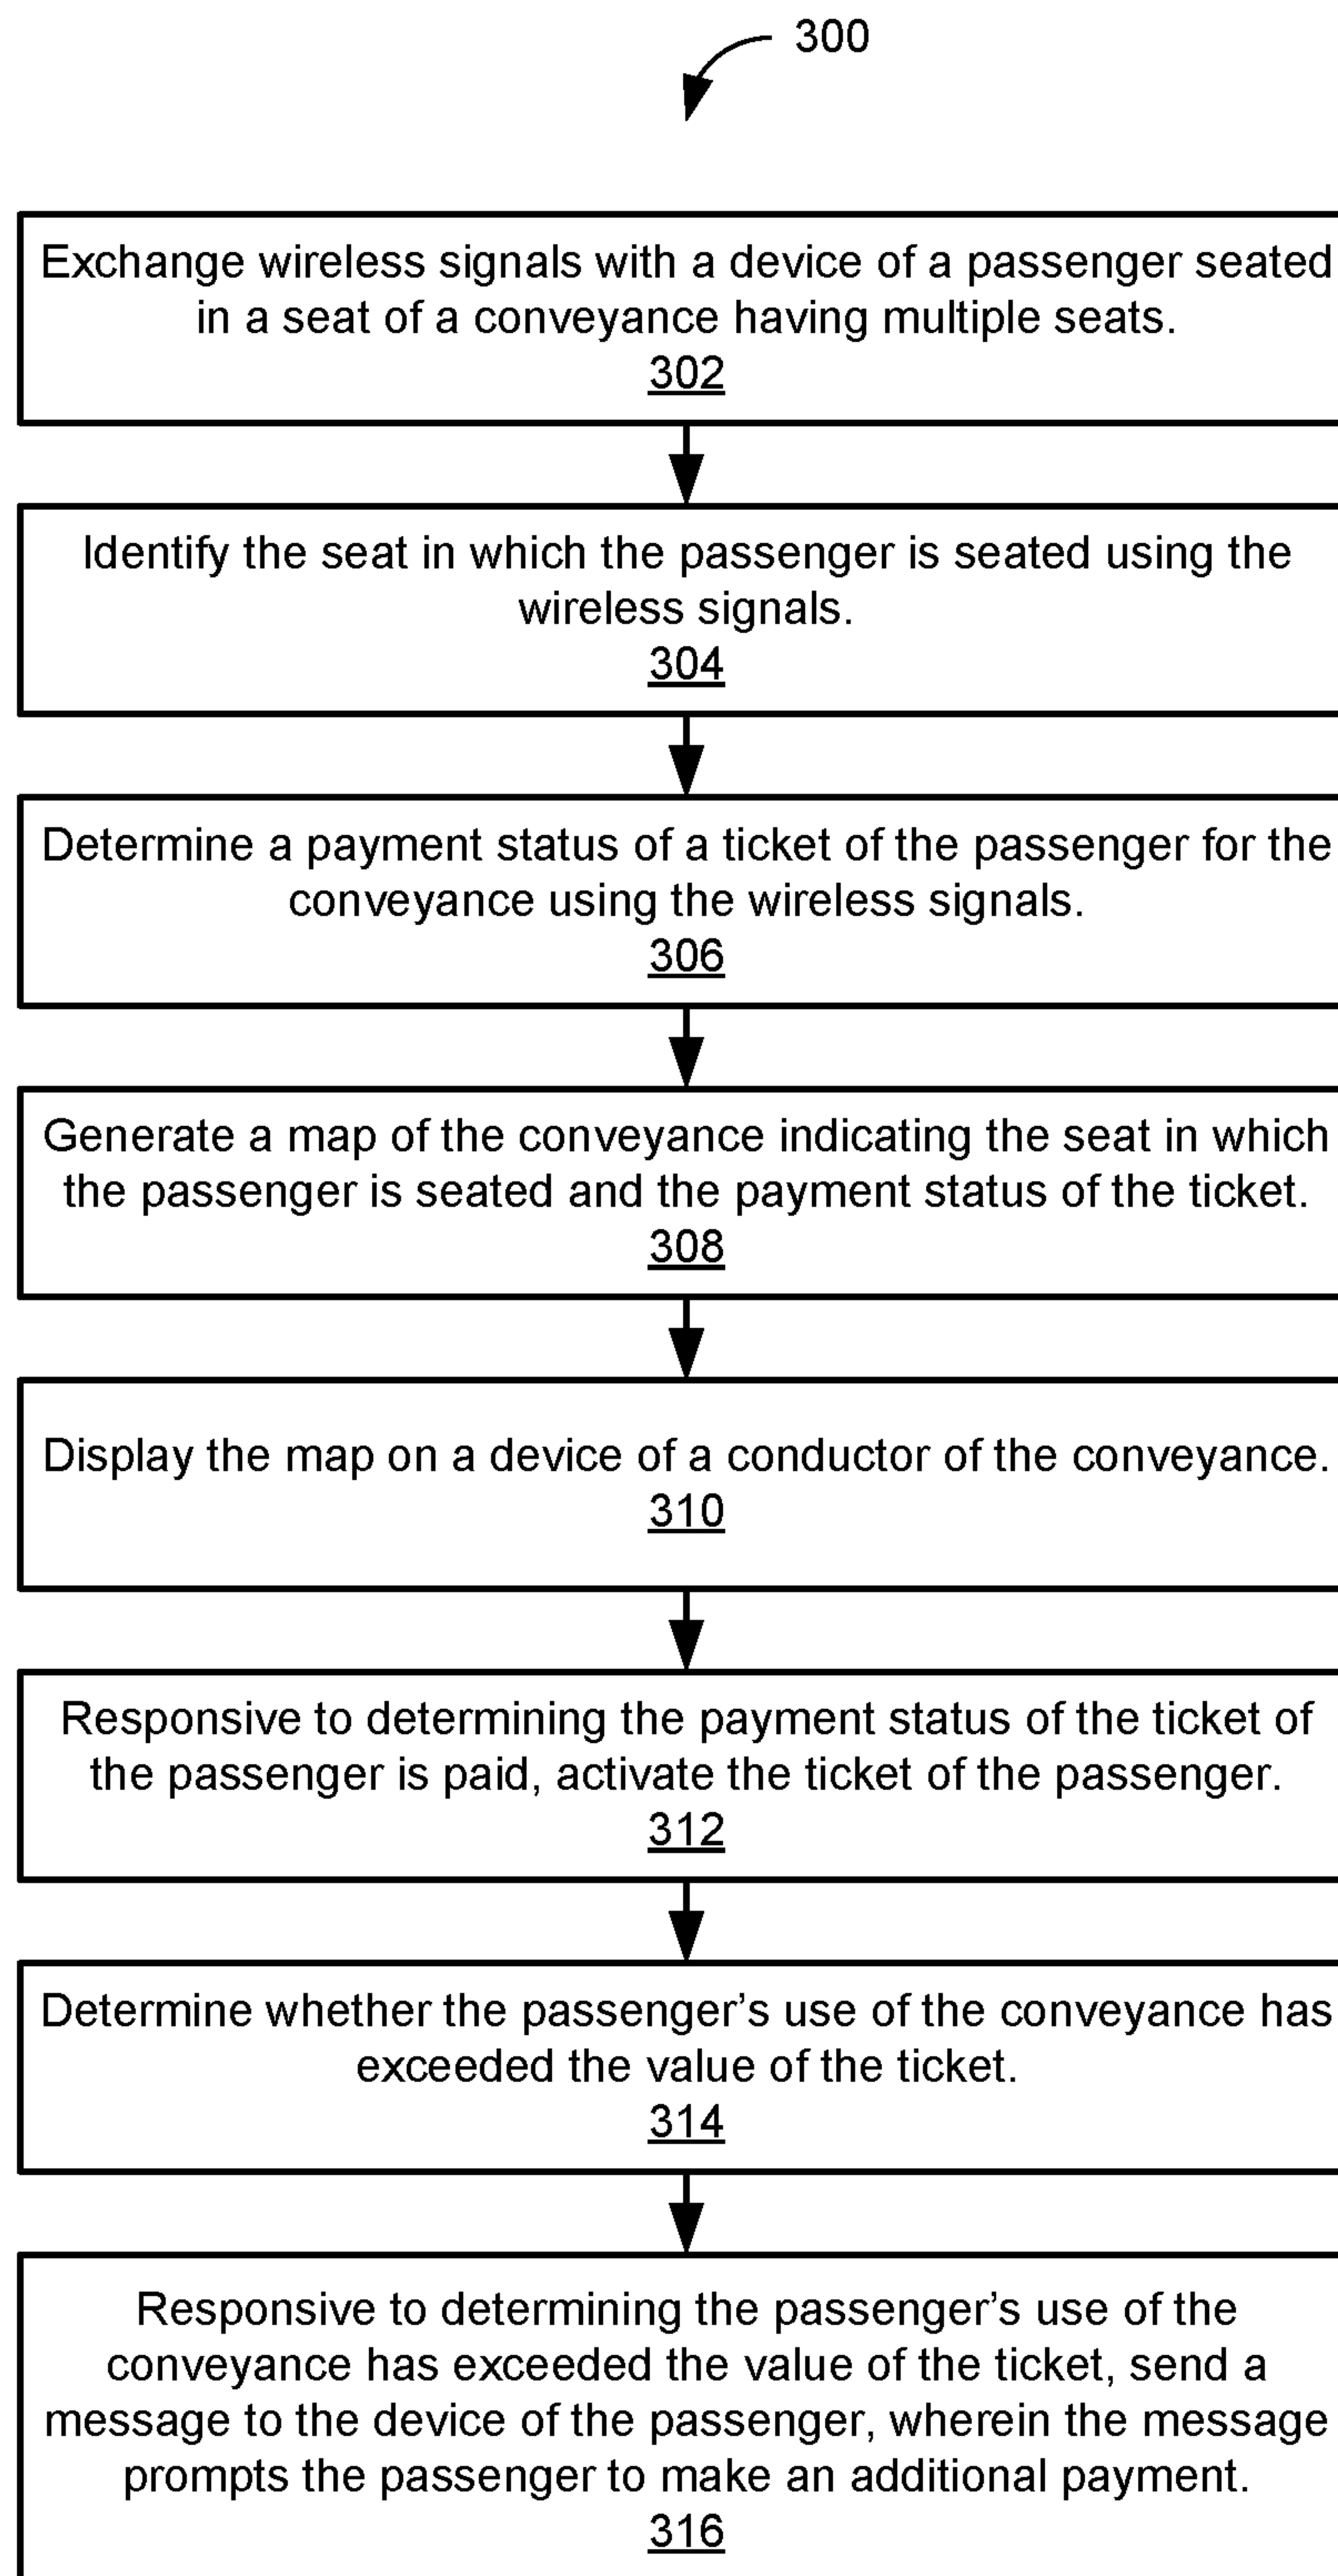 300
Exchange wireless signals with a device of a passenger seated
in a seat of a conveyance having multiple seats.
302
Identify the seat in which the passenger is seated using the
wireless signals.
304
Determine a payment status of a ticket of the passenger for the
conveyance using the wireless signals.
306
Generate a map of the conveyance indicating the seat in which
the passenger is seated and the payment status of the ticket.
308
Display the map on a device of a conductor of the conveyance.
310
Responsive to determining the payment status of the ticket of
the passenger is paid, activate the ticket of the passenger.
312
Determine whether the passenger’s use of the conveyance has
exceeded the value of the ticket.
314
Responsive to determining the passenger’s use of the
conveyance has exceeded the value of the ticket, send a
message to the device of the passenger, wherein the message
prompts the passenger to make an additional payment.
316